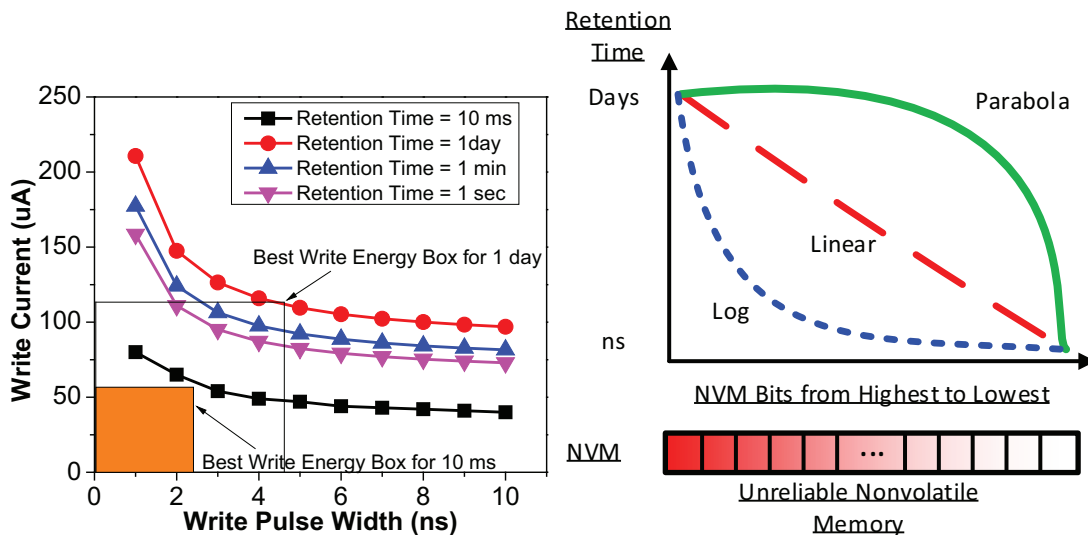 Write Current (uA)
250
200
150
100
50
0
Retention Time = 10 ms
Retention Time = 1day
Retention Time = 1 min
Retention Time = 1 sec
Best Write Energy Box for 1 day
Best Write Energy Box for 10 ms
0 2 4 6 8 10
Write Pulse Width (ns)
Retention
Time
Days
ns
Parabola
Linear
Log
NVM Bits from Highest to Lowest
NVM
...
Unreliable Nonvolatile
Memory